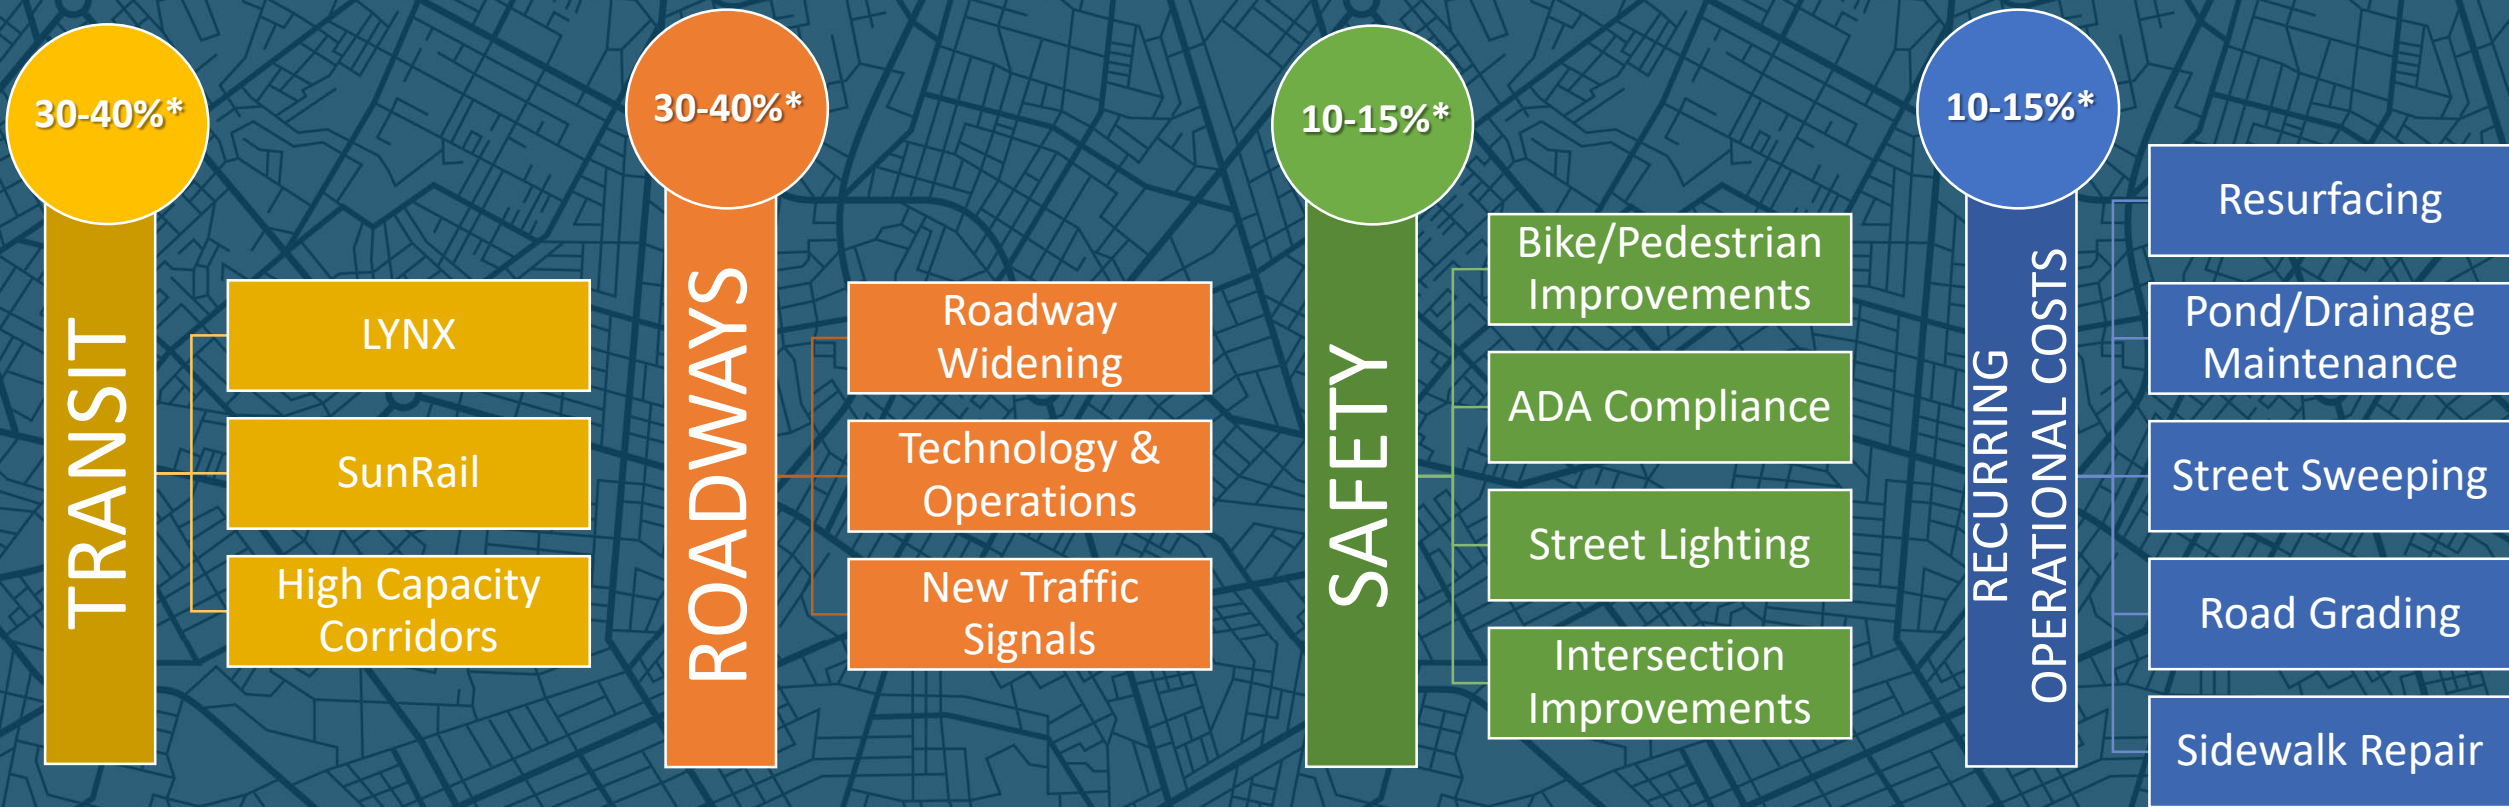 30-40%*
TRANSIT
LYNX
SunRail
High Capacity
Corridors
30-40%*
ROADWAYS
Roadway
Widening
Technology &
Operations
New Traffic
Signals
10-15%*
SAFETY
Bike/Pedestrian
Improvements
ADA Compliance
Street Lighting
Intersection
Improvements
10-15%*
RECURRING
OPERATIONAL COSTS
Resurfacing
Pond/Drainage
Maintenance
Street Sweeping
Road Grading
Sidewalk Repair